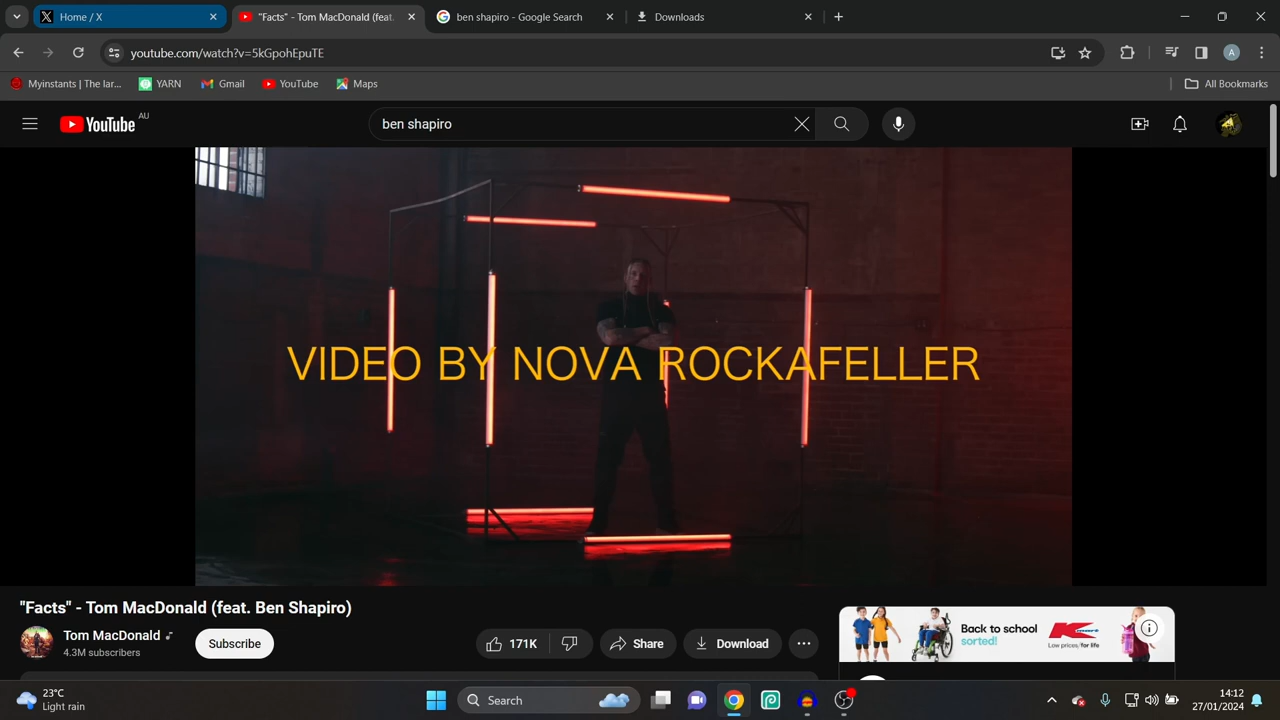 Home / X
"Facts" - Tom MacDonald (feat.
ben shapiro - Google Search
Downloads
youtube.com/watch?v=5kGpohEpuTE
A
Myinstants | The lar...
YARN
Gmail
YouTube
Maps
All Bookmarks
YouTube
AU
ben shapiro
VIDEO BY NOVA ROCKAFELLER
"Facts" - Tom MacDonald (feat. Ben Shapiro)
Tom MacDonald
4.3M subscribers
Subscribe
171K
Share
Download
Back to school
sorted!
Kmart
Low prices/for life
23°C
Light rain
Search
14:12
27/01/2024